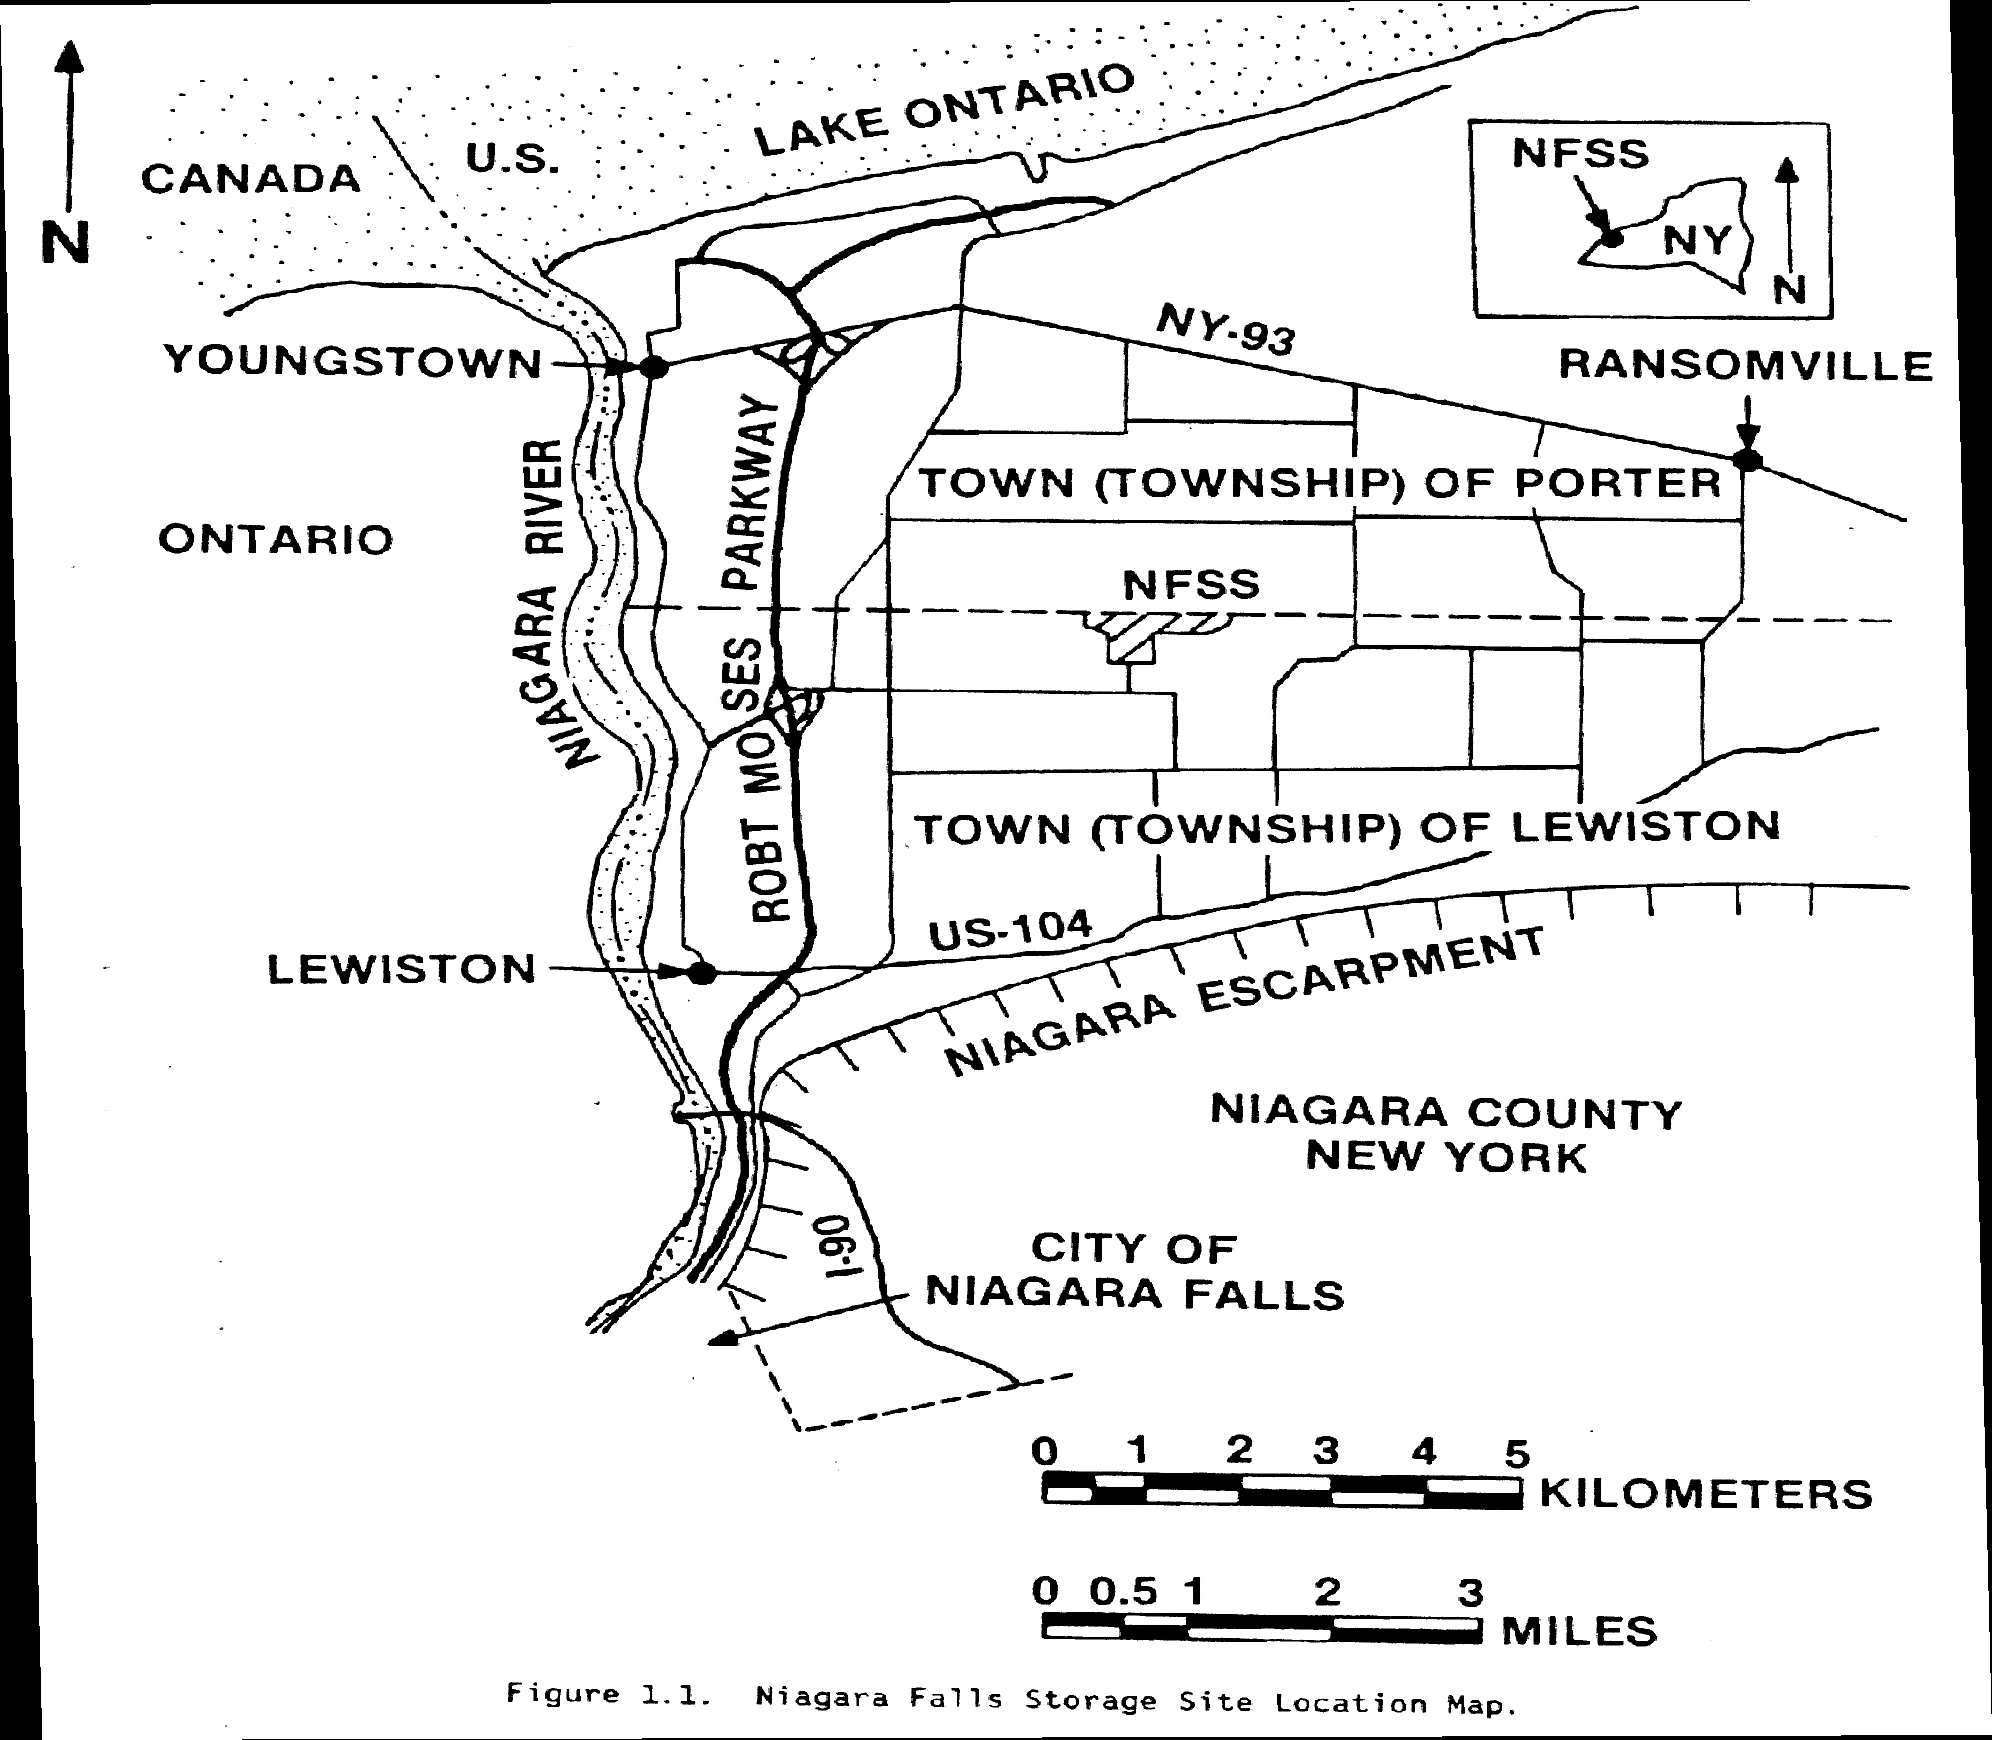 LAKE ONTARIO
U.S.
CANADA
N
NFSS
NY
N
NY-93
YOUNGSTOWN
RANSOMVILLE
TOWN (TOWNSHIP) OF PORTER
ONTARIO
NIAGARA RIVER
ROBT MOSES PARKWAY
NFSS
TOWN (TOWNSHIP) OF LEWISTON
US-104
LEWISTON
NIAGARA ESCARPMENT
NIAGARA COUNTY
NEW YORK
I-90
CITY OF
NIAGARA FALLS
0 1 2 3 4 5
KILOMETERS
0 0.5 1 2 3
MILES
Figure 1.1. Niagara Falls Storage Site Location Map.